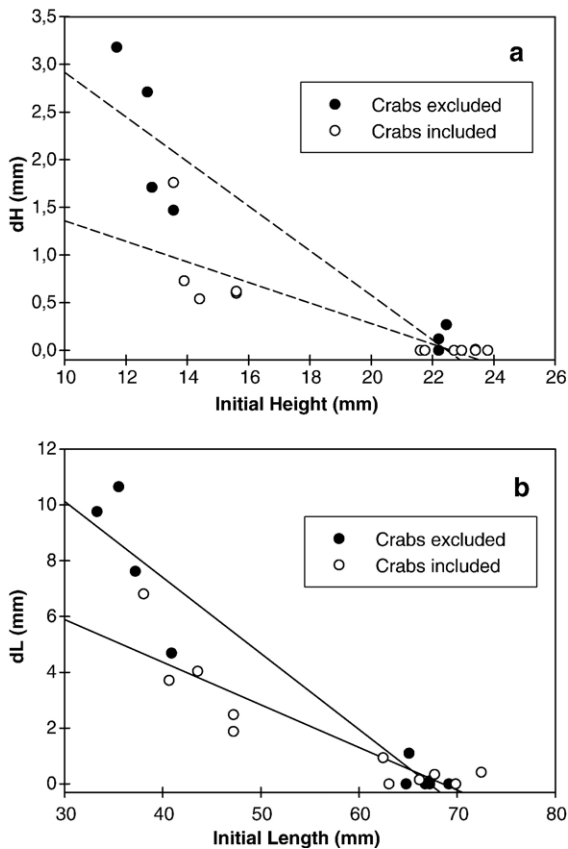 3,5
a
3,0
Crabs excluded
2,5
Crabs included
2,0
dH (mm)
1,5
1,0
0,5
0,0
10 12 14 16 18 20 22 24 26
Initial Height (mm)
12
b
10
Crabs excluded
8
Crabs included
6
dL (mm)
4
2
0
30 40 50 60 70 80
Initial Length (mm)